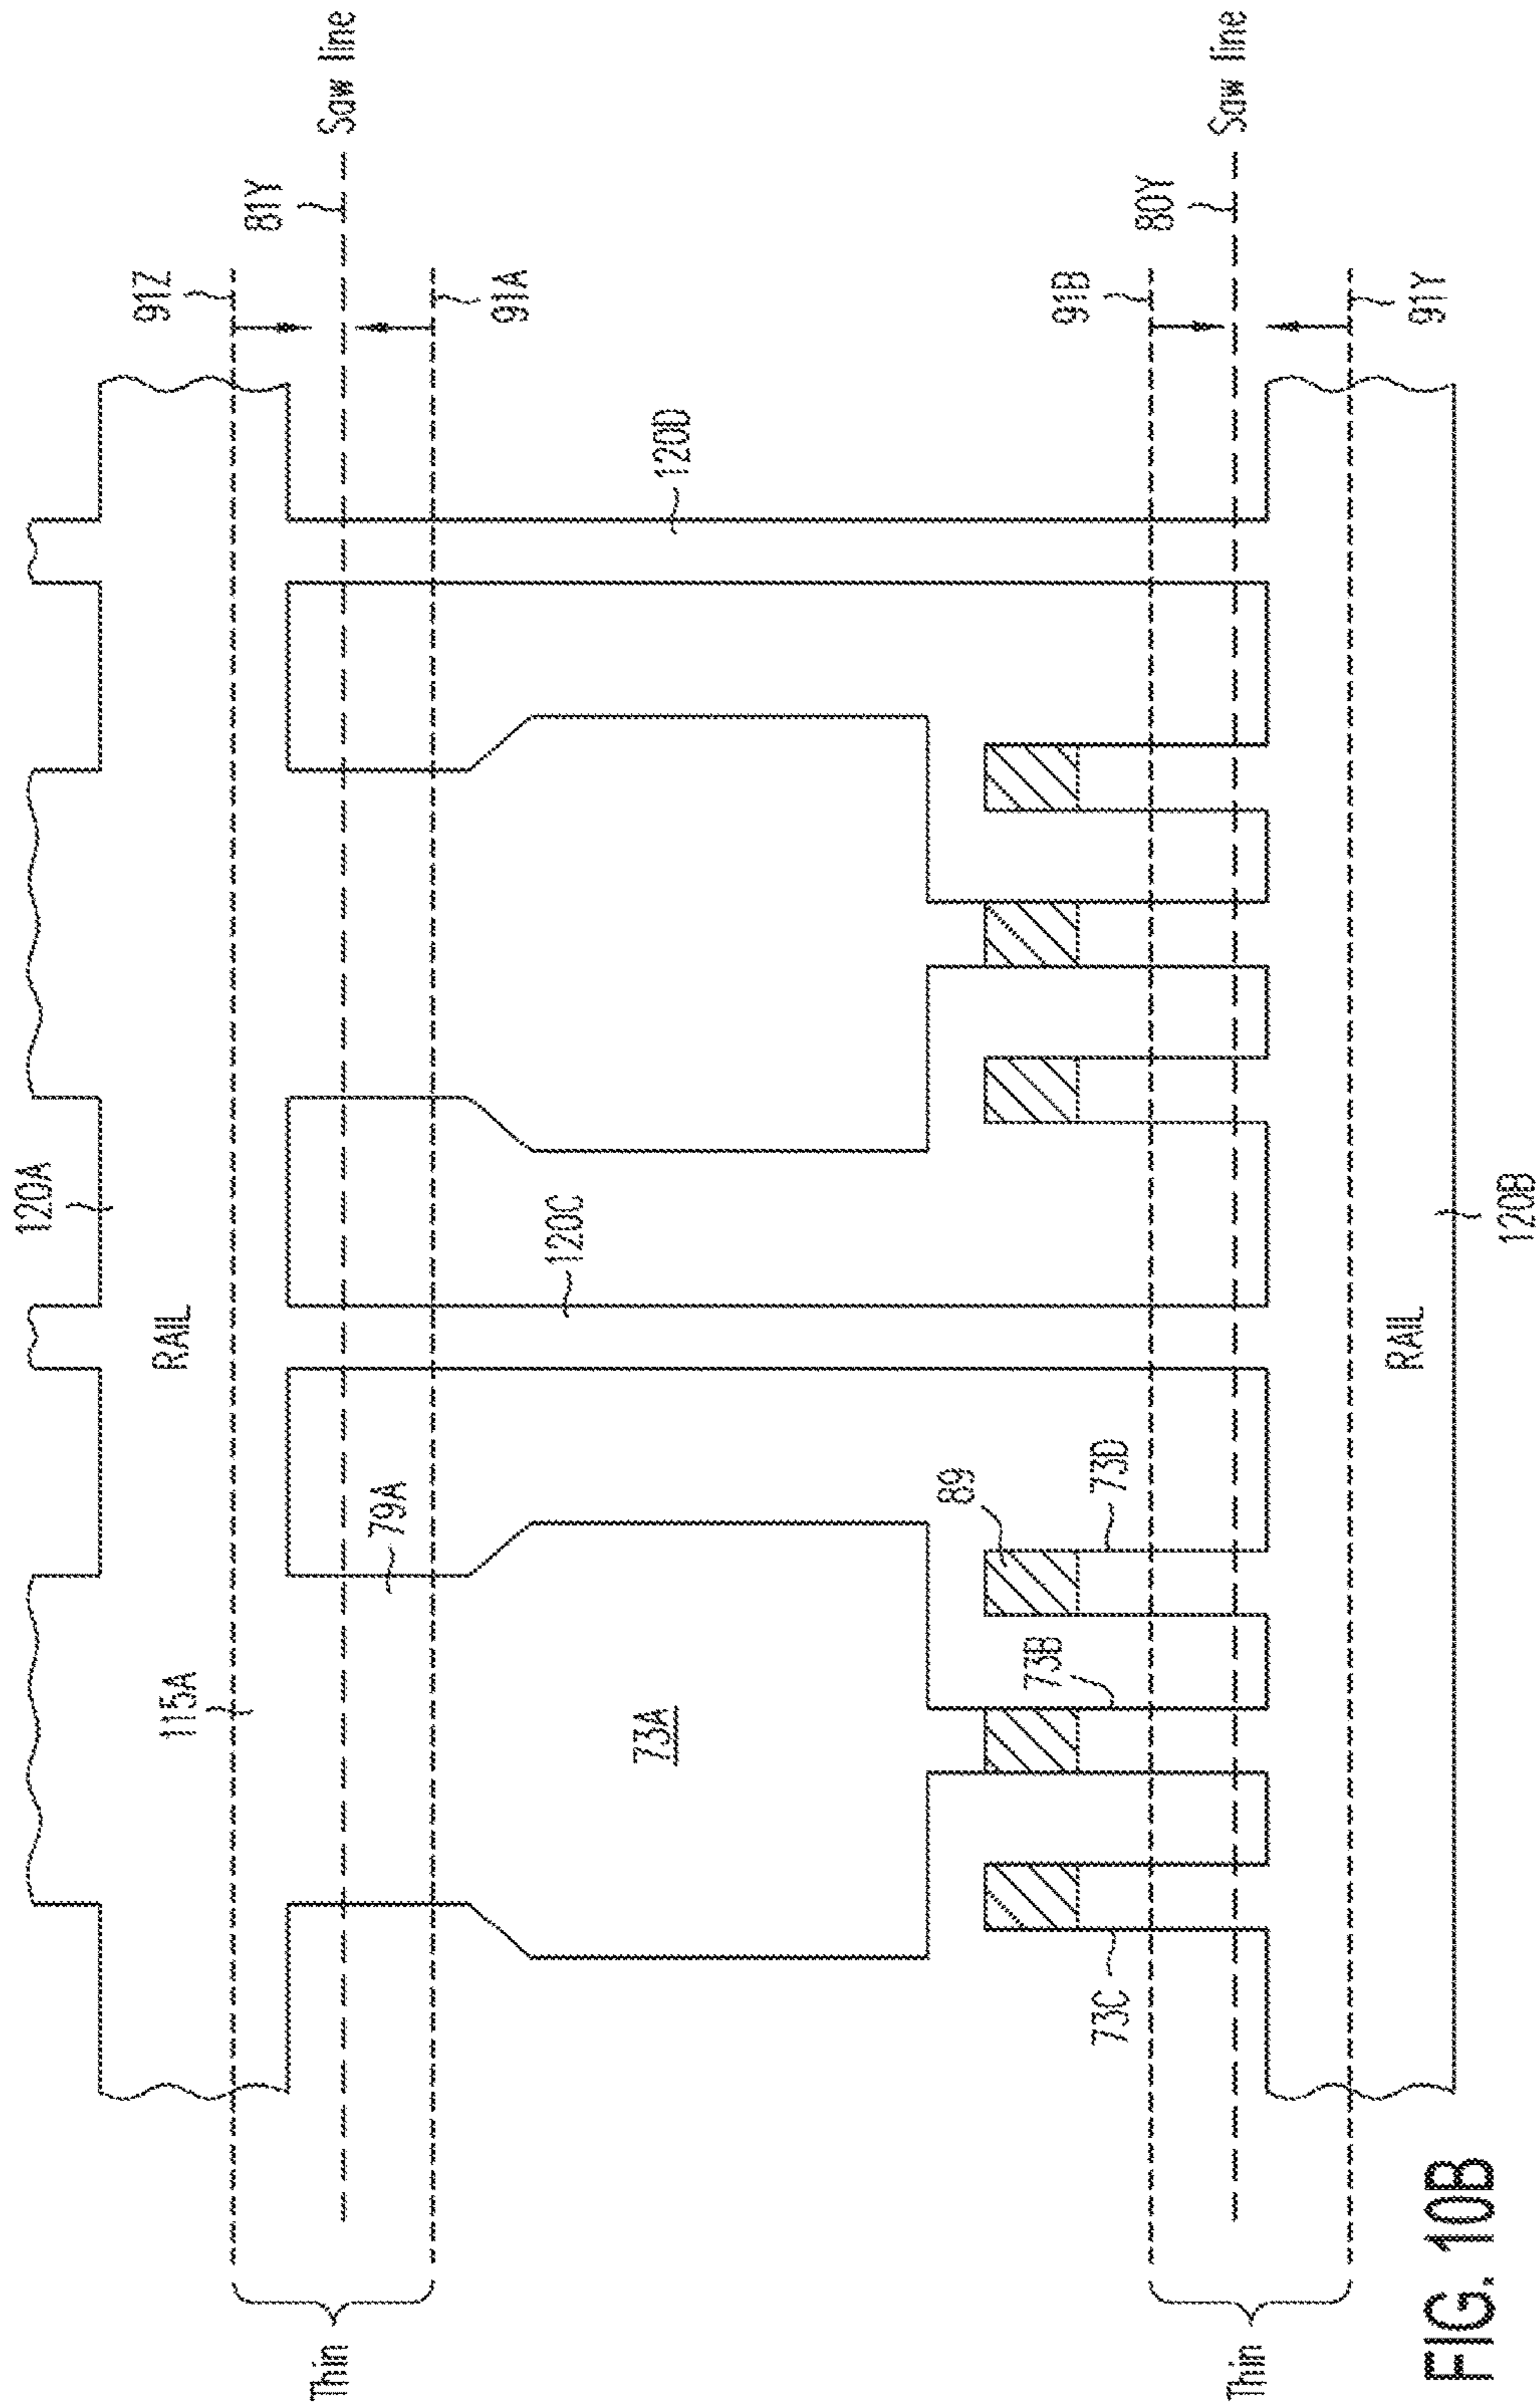 Saw line
Saw line
81Y
80Y
91Z
91A
91B
91Y
120D
120A
120C
120B
RAIL
RAIL
79A
89
73D
115A
73B
73A
73C
Thin
Thin
FIG. 10B